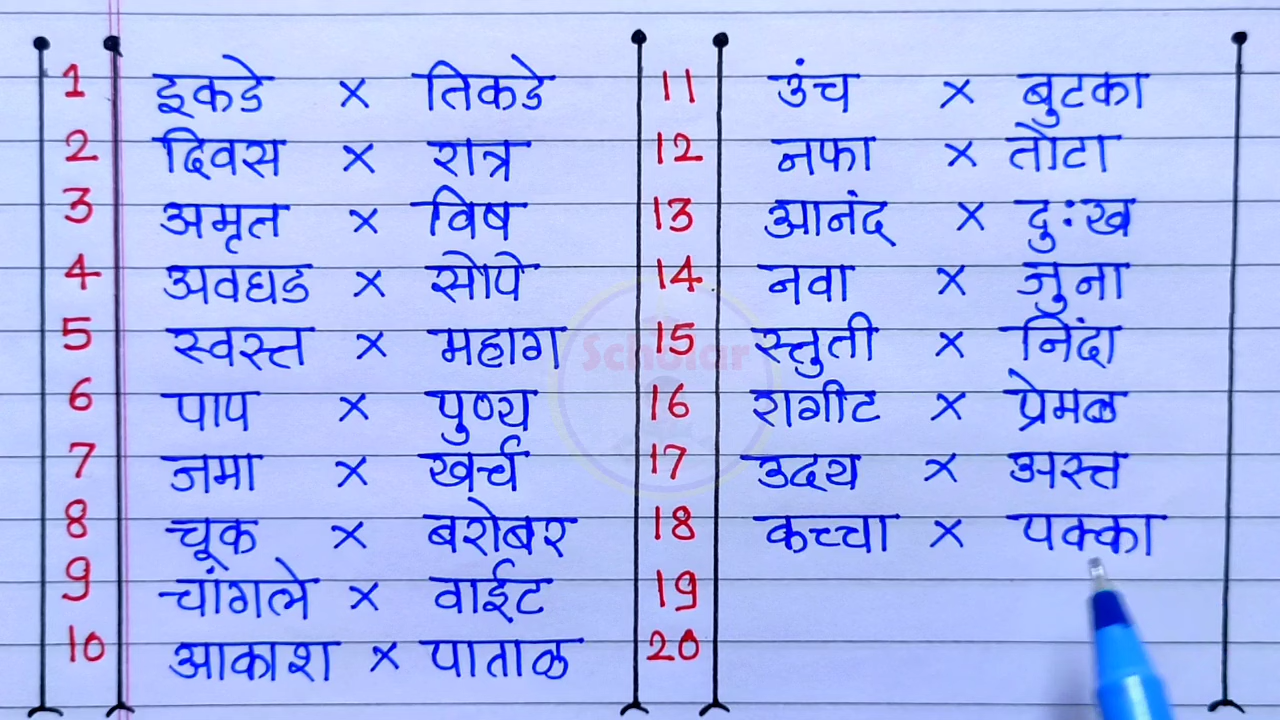 1 इकडे × तिकडे
2 दिवस × रात्र
3 अमृत × विष
4 अवघड × सोपे
5 स्वस्त × महाग
6 पाप × पुण्य
7 जमा × खर्च
8 चूक × बरोबर
9 चांगले × वाईट
10 आकाश × पाताळ
11 उंच × बुटका
12 नफा × तोटा
13 आनंद × दुःख
14 नवा × जुना
15 स्तुती × निंदा
16 रागीट × प्रेमळ
17 उदय × अस्त
18 कच्चा × पक्का
19
20
Scholar